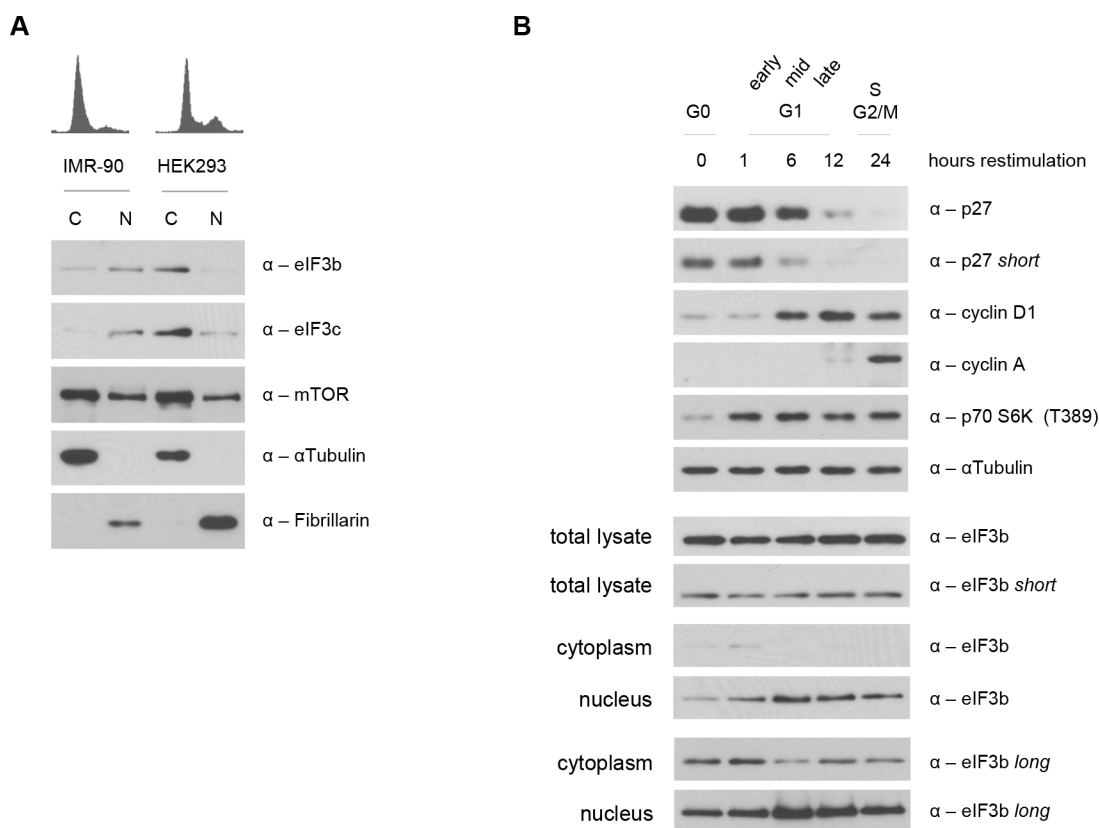 A
IMR-90 HEK293
C N C N
α – eIF3b
α – eIF3c
α – mTOR
α – αTubulin
α – Fibrillarin
B
early mid late
G0 G1 S
G2/M
0 1 6 12 24 hours restimulation
α – p27
α – p27 short
α – cyclin D1
α – cyclin A
α – p70 S6K (T389)
α – αTubulin
total lysate α – eIF3b
total lysate α – eIF3b short
cytoplasm α – eIF3b
nucleus α – eIF3b
cytoplasm α – eIF3b long
nucleus α – eIF3b long